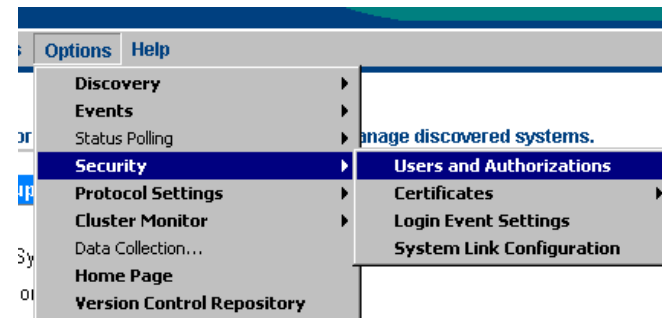 Options Help
Discovery
Events
Status Polling
anage discovered systems.
Security
Users and Authorizations
Protocol Settings
Certificates
Cluster Monitor
Login Event Settings
Data Collection...
System Link Configuration
Home Page
Version Control Repository